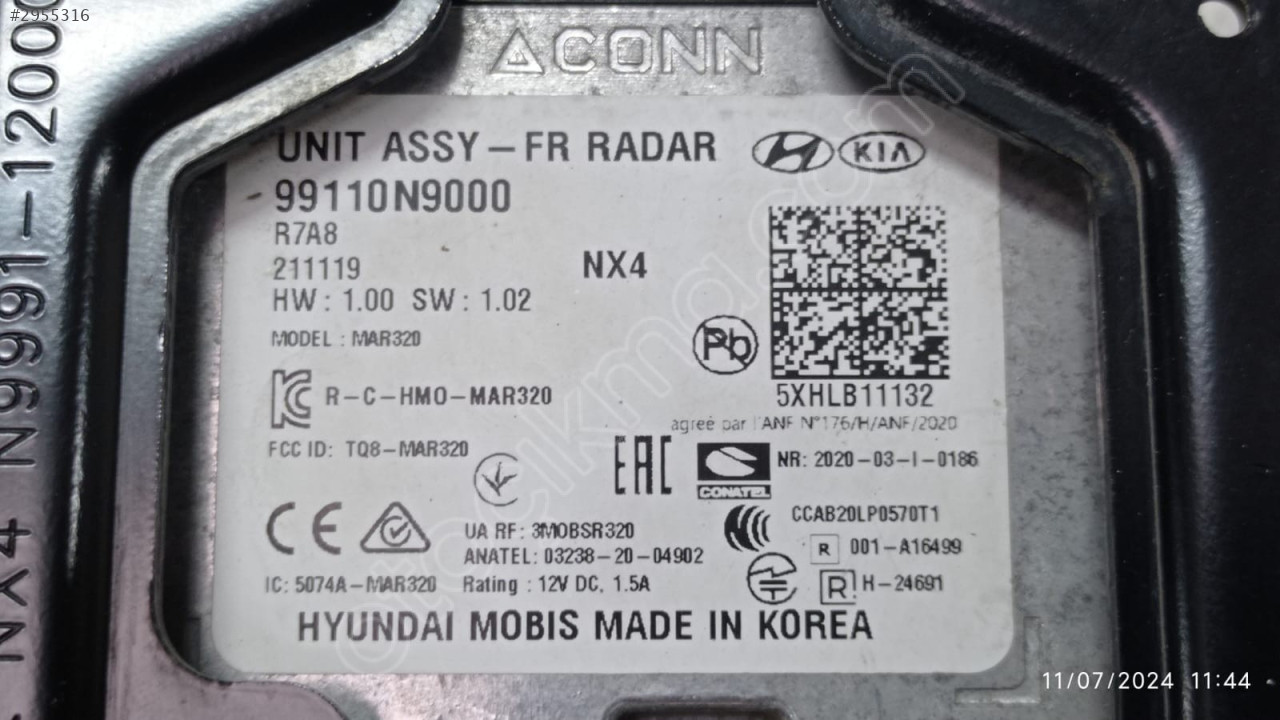 #2955316
△CONN
UNIT ASSY-FR RADAR
HYUNDAI KIA
99110N9000
R7A8
211119
NX4
HW : 1.00 SW : 1.02
MODEL : MAR320
Pb
5XHLB11132
R-C-HMO-MAR320
agréé par l'ANF N°176/H/ANF/2020
FCC ID: TQ8-MAR320
EAC
CONATEL
NR: 2020-03-I-0186
CE
UA RF: 3MOBSR320
CCAB20LP0570T1
ANATEL: 03238-20-04902
R 001-A16499
IC: 5074A-MAR320 Rating : 12V DC, 1.5A
R H-24691
HYUNDAI MOBIS MADE IN KOREA
NX4 N9991-1200
otocikma.com
11/07/2024 11:44